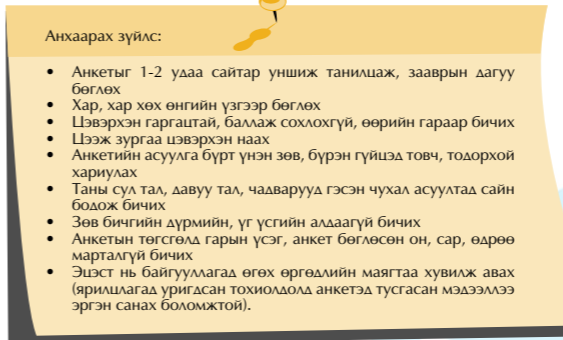 Анхаарах зүйлс:
• Анкетыг 1-2 удаа сайтар уншиж танилцаж, заaврын дагуу
бөглөх
• Хар, хар хөх өнгийн үзгээр бөглөх
• Цэвэрхэн гаргацтай, баллаж сохлохгүй, өөрийн гараар бичих
• Цээж зургаа цэвэрхэн наах
• Анкетийн асуулга бүрт үнэн зөв, бүрэн гүйцэд товч, тодорхой
хариулах
• Таны сул тал, давуу тал, чадварууд гэсэн чухал асуултад сайн
бодож бичих
• Зөв бичгийн дүрмийн, үг үсгийн алдаагүй бичих
• Анкетын төгсгөлд гарын үсэг, анкет бөглөсөн он, сар, өдрөө
марталгүй бичих
• Эцэст нь байгууллагад өгөх өргөдлийн маягтаа хувилж авах
(ярилцлагад уригдсан тохиолдолд анкетэд тусгасан мэдээллээ
эргэн санах боломжтой).